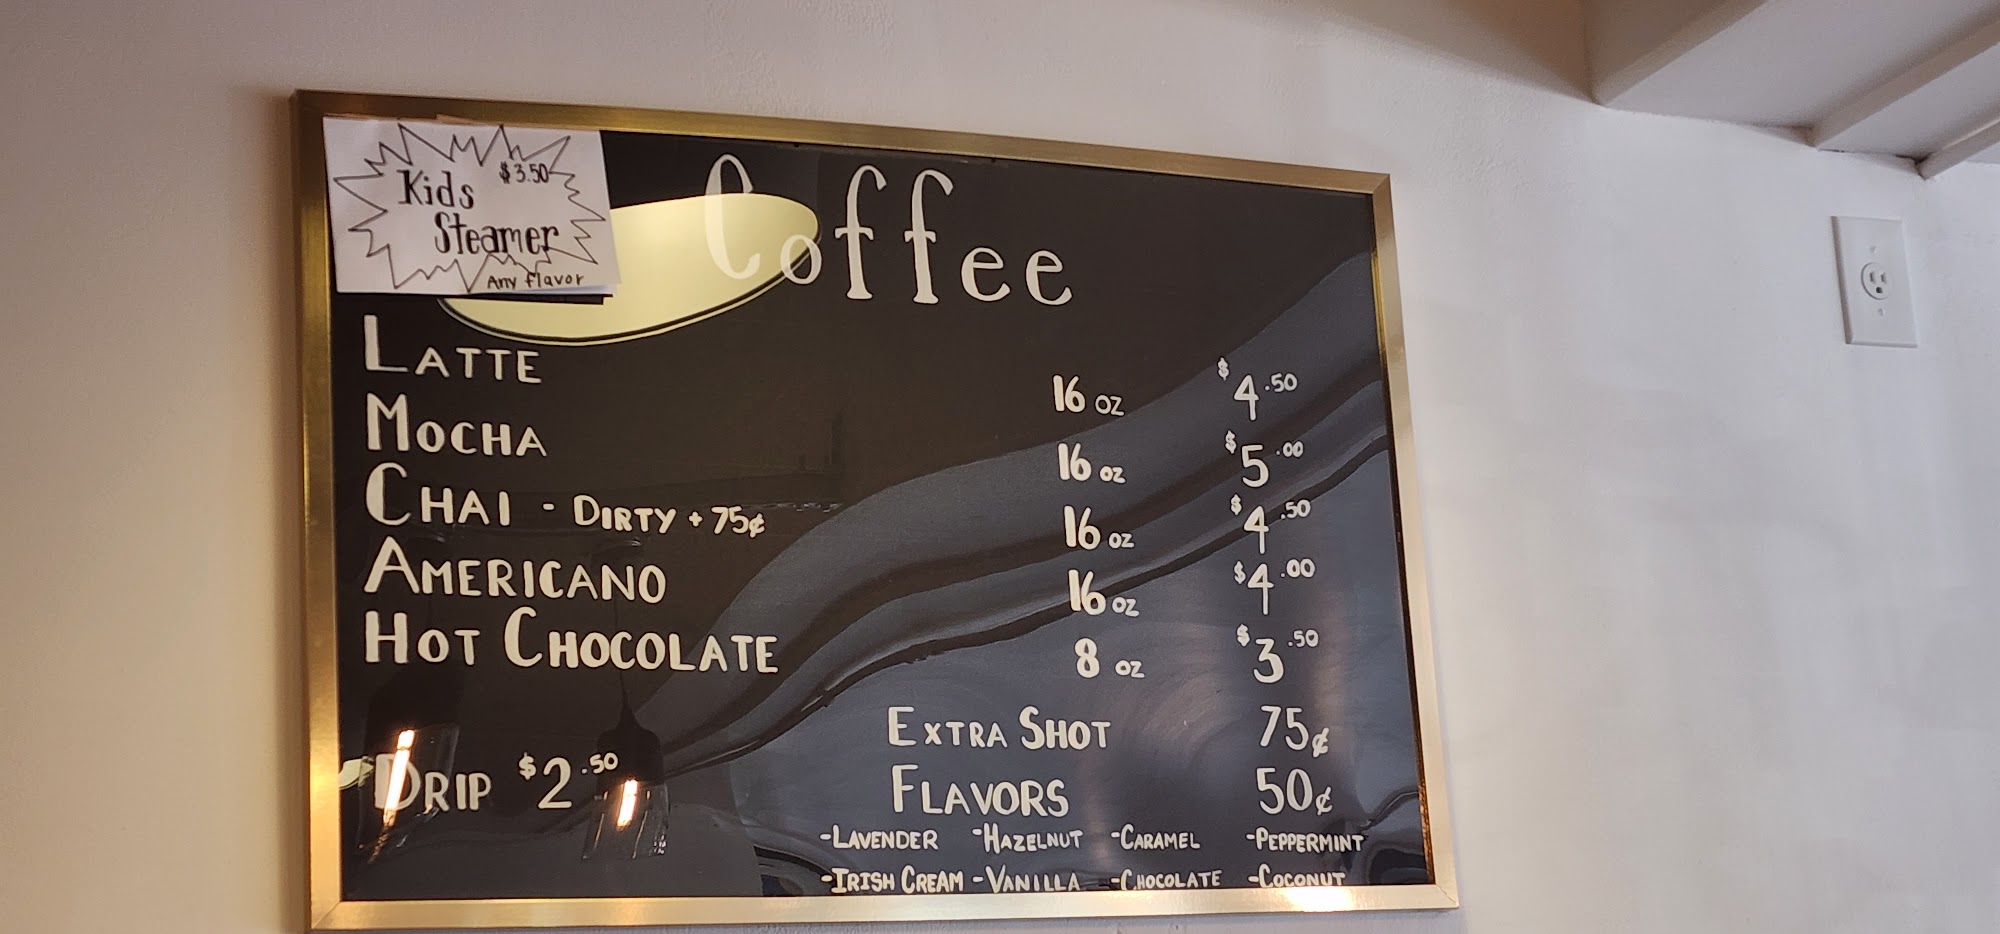 Kids $3.50
Steamer
Any flavor
Coffee
LATTE 16 oz $4.50
MOCHA 16 oz $5.00
CHAI - DIRTY + 75¢ 16 oz $4.50
AMERICANO 16 oz $4.00
HOT CHOCOLATE 8 oz $3.50
EXTRA SHOT 75¢
DRIP $2.50
FLAVORS 50¢
-LAVENDER -HAZELNUT -CARAMEL -PEPPERMINT
-IRISH CREAM -VANILLA -CHOCOLATE -COCONUT